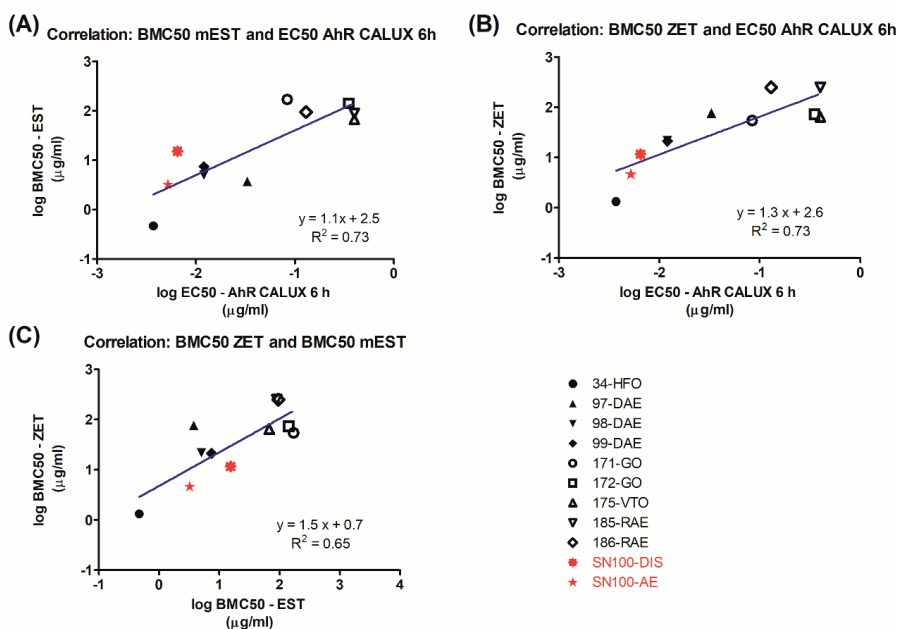 (A)
Correlation: BMC50 mEST and EC50 AhR CALUX 6h
log BMC50 - EST
(μg/ml)
3
2
1
0
-1
-3
-2
-1
0
y = 1.1x + 2.5
R² = 0.73
log EC50 - AhR CALUX 6 h
(μg/ml)
(B)
Correlation: BMC50 ZET and EC50 AhR CALUX 6h
log BMC50 - ZET
(μg/ml)
3
2
1
0
-1
-3
-2
-1
0
y = 1.3 x + 2.6
R² = 0.73
log EC50 - AhR CALUX 6 h
(μg/ml)
(C)
Correlation: BMC50 ZET and BMC50 mEST
log BMC50 - ZET
(μg/ml)
3
2
1
0
-1
-1
0
1
2
3
4
y = 1.5 x + 0.7
R² = 0.65
log BMC50 - EST
(μg/ml)
34-HFO
97-DAE
98-DAE
99-DAE
171-GO
172-GO
175-VTO
185-RAE
186-RAE
SN100-DIS
SN100-AE